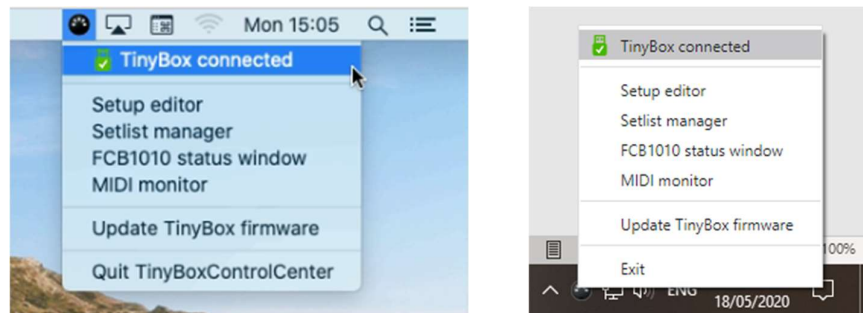 Mon 15:05
TinyBox connected
Setup editor
Setlist manager
FCB1010 status window
MIDI monitor
Update TinyBox firmware
Quit TinyBoxControlCenter
TinyBox connected
Setup editor
Setlist manager
FCB1010 status window
MIDI monitor
Update TinyBox firmware
100%
Exit
ENG
18/05/2020